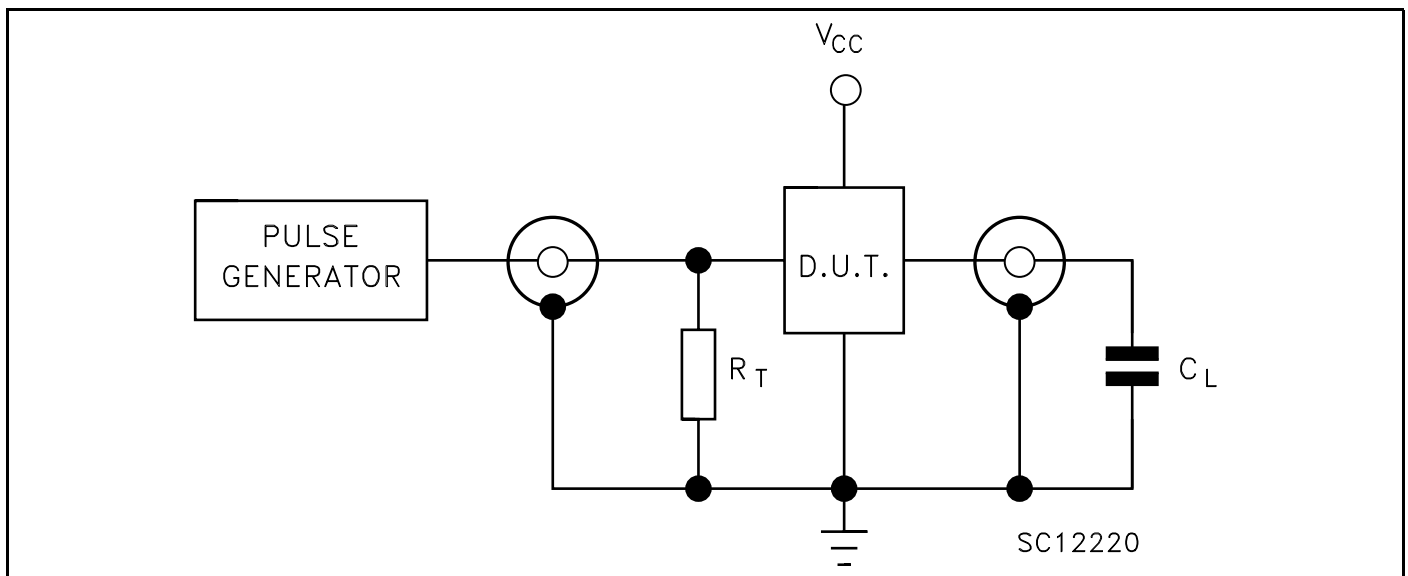 VCC
PULSE
GENERATOR
D.U.T.
RT
CL
SC12220